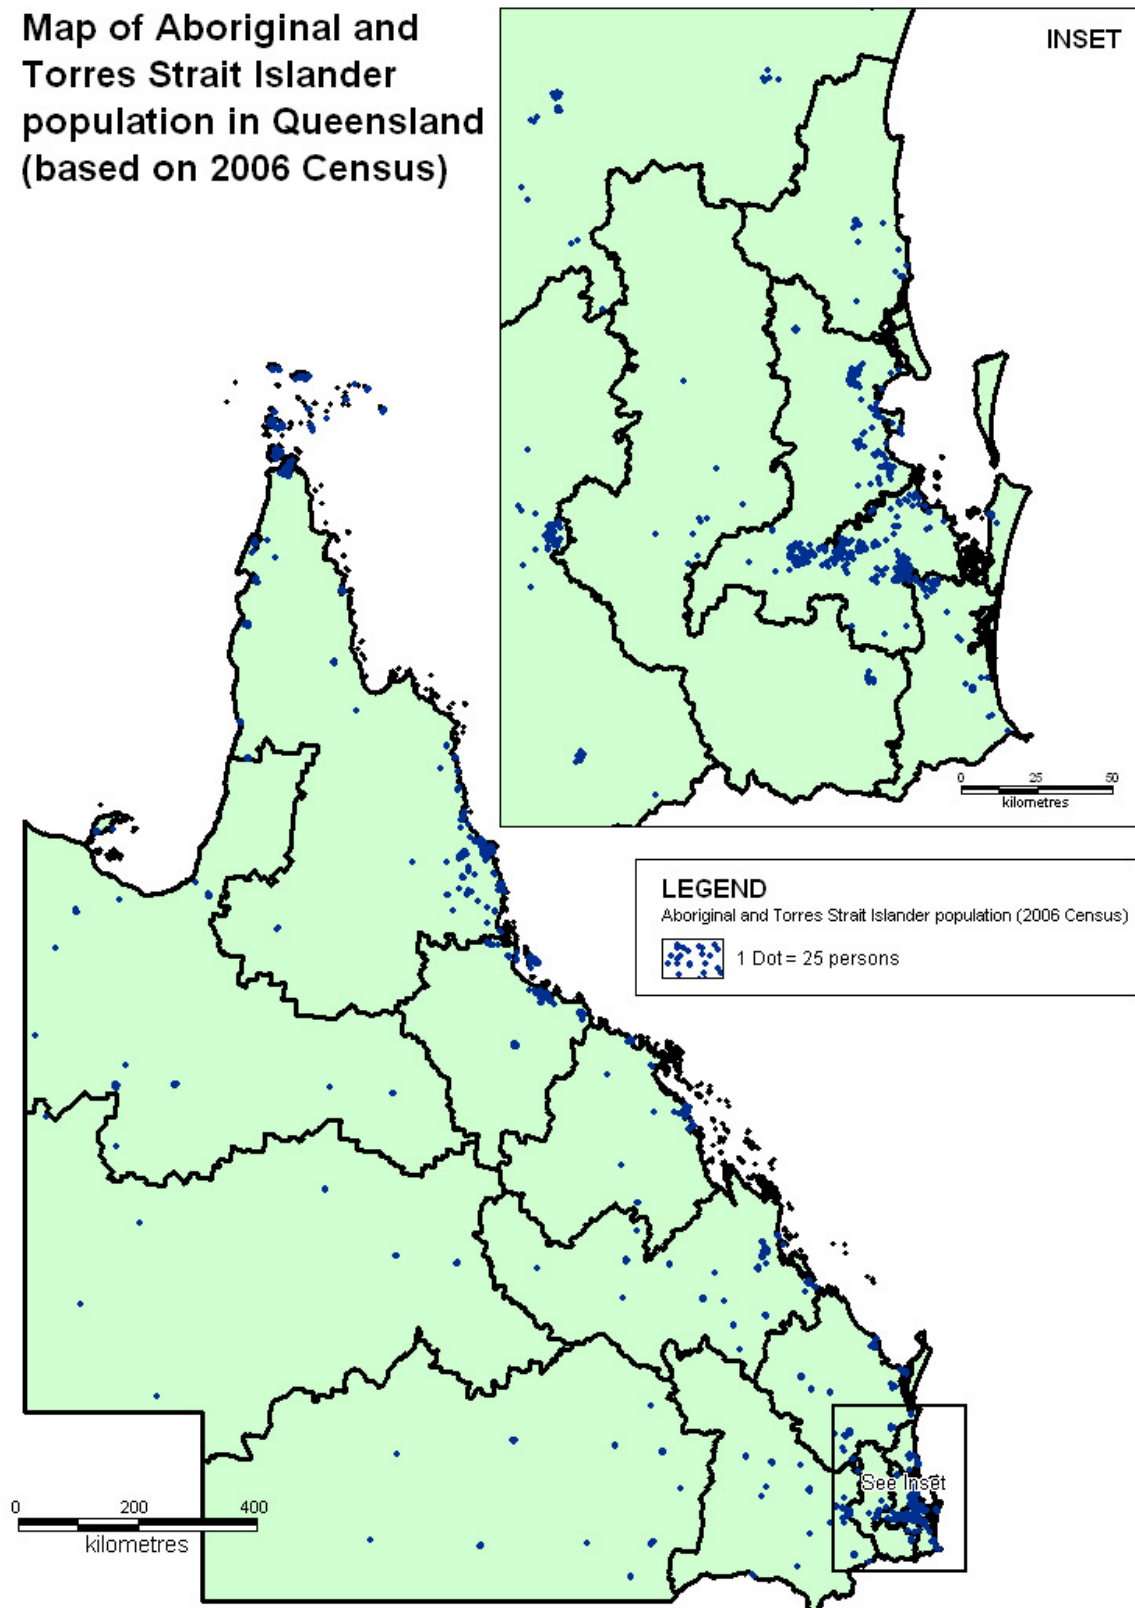 Map of Aboriginal and
Torres Strait Islander
population in Queensland
(based on 2006 Census)
INSET
0 25 50
kilometres
LEGEND
Aboriginal and Torres Strait Islander population (2006 Census)
1 Dot = 25 persons
See Inset
0 200 400
kilometres